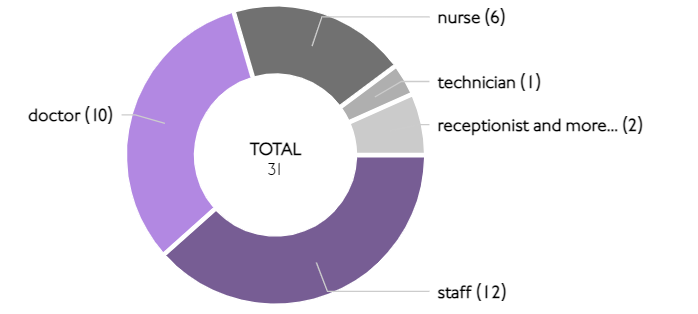 nurse (6)
technician (1)
doctor (10)
receptionist and more... (2)
TOTAL
31
staff (12)